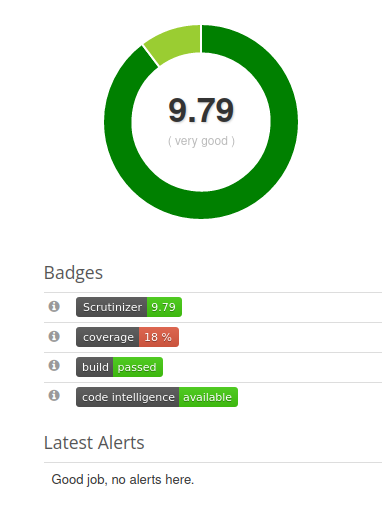 9.79
( very good )
Badges
Scrutinizer 9.79
coverage 18 %
build passed
code intelligence available
Latest Alerts
Good job, no alerts here.